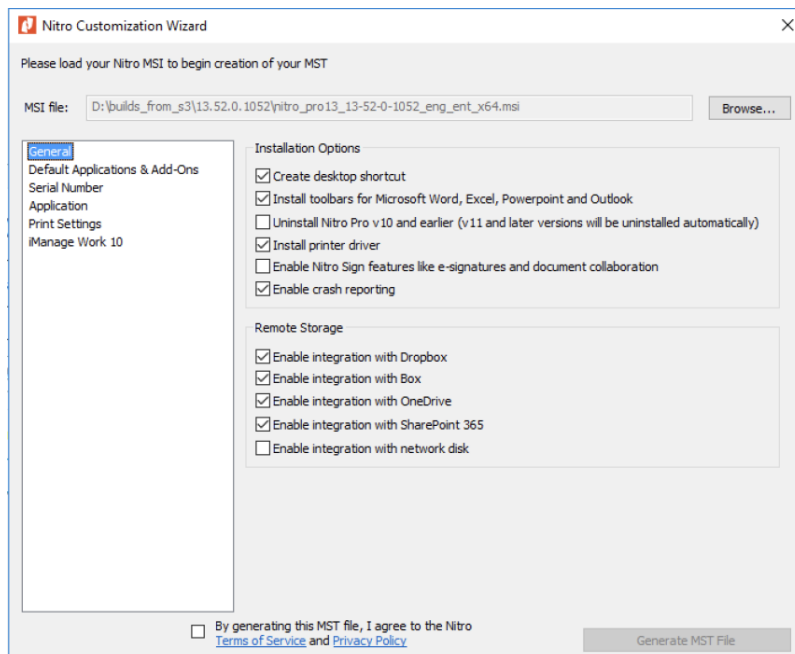 Nitro Customization Wizard
Please load your Nitro MSI to begin creation of your MST
MSI file:
D:\builds_from_s3\13.52.0.1052\nitro_pro13_13-52-0-1052_eng_ent_x64.msi
Browse...
General
Default Applications & Add-Ons
Serial Number
Application
Print Settings
iManage Work 10
Installation Options
Create desktop shortcut
Install toolbars for Microsoft Word, Excel, Powerpoint and Outlook
Uninstall Nitro Pro v10 and earlier (v11 and later versions will be uninstalled automatically)
Install printer driver
Enable Nitro Sign features like e-signatures and document collaboration
Enable crash reporting
Remote Storage
Enable integration with Dropbox
Enable integration with Box
Enable integration with OneDrive
Enable integration with SharePoint 365
Enable integration with network disk
By generating this MST file, I agree to the Nitro
Terms of Service and Privacy Policy
Generate MST File